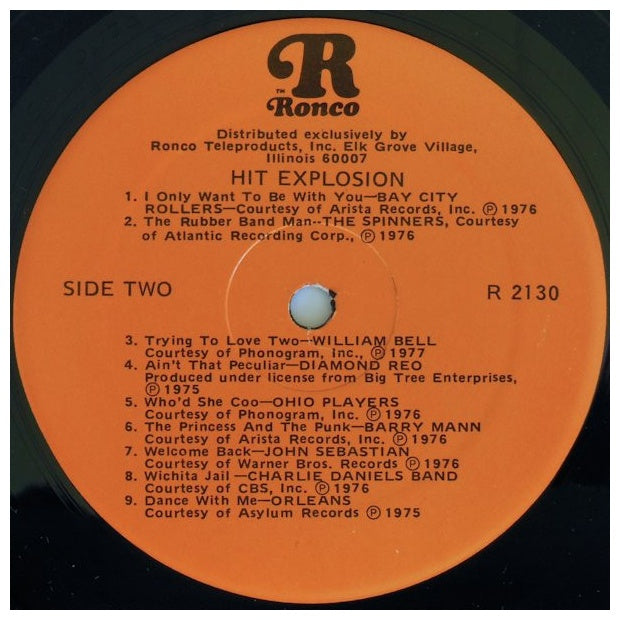 R
TM
Ronco
Distributed exclusively by
Ronco Teleproducts, Inc. Elk Grove Village,
Illinois 60007
HIT EXPLOSION
1. I Only Want To Be With You—BAY CITY
ROLLERS—Courtesy of Arista Records, Inc. Ⓟ 1976
2. The Rubber Band Man--THE SPINNERS, Courtesy
of Atlantic Recording Corp., Ⓟ 1976
SIDE TWO
R 2130
3. Trying To Love Two—WILLIAM BELL
Courtesy of Phonogram, Inc., Ⓟ 1977
4. Ain't That Peculiar—DIAMOND REO
Produced under license from Big Tree Enterprises,
Ⓟ 1975
5. Who'd She Coo—OHIO PLAYERS
Courtesy of Phonogram, Inc. Ⓟ 1976
6. The Princess And The Punk—BARRY MANN
Courtesy of Arista Records, Inc. Ⓟ 1976
7. Welcome Back—JOHN SEBASTIAN
Courtesy of Warner Bros. Records Ⓟ 1976
8. Wichita Jail—CHARLIE DANIELS BAND
Courtesy of CBS, Inc. Ⓟ 1976
9. Dance With Me—ORLEANS
Courtesy of Asylum Records Ⓟ 1975